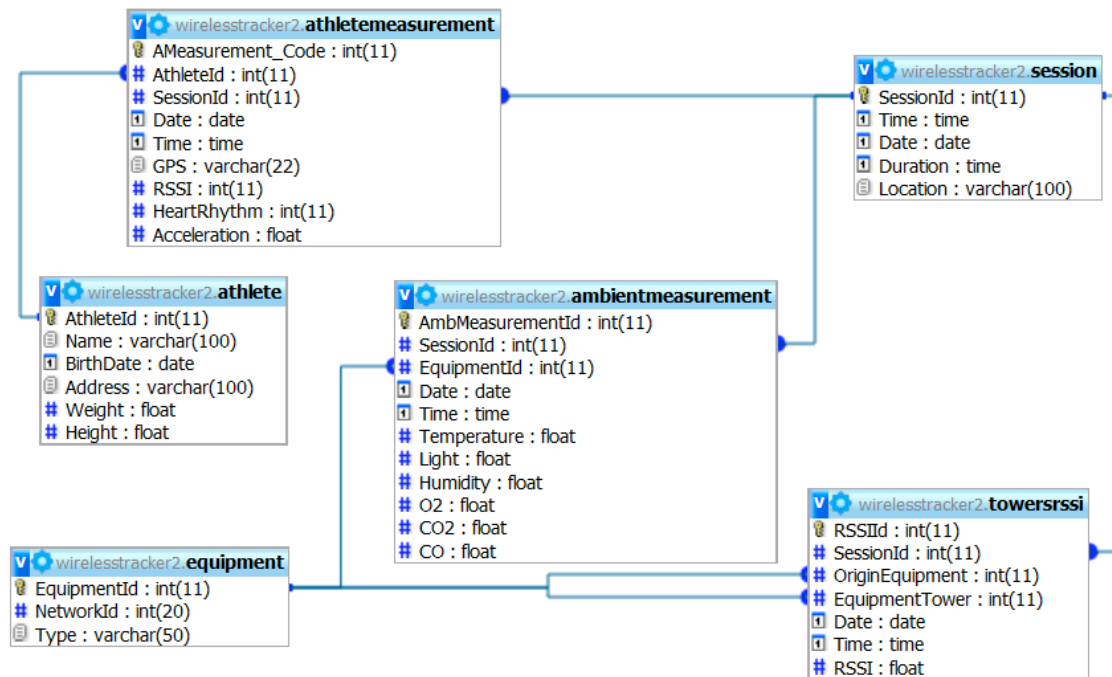 wirelesstracker2.athletemeasurement
AMeasurement_Code : int(11)
AthleteId : int(11)
SessionId : int(11)
Date : date
Time : time
GPS : varchar(22)
RSSI : int(11)
HeartRhythm : int(11)
Acceleration : float
wirelesstracker2.session
SessionId : int(11)
Time : time
Date : date
Duration : time
Location : varchar(100)
wirelesstracker2.athlete
AthleteId : int(11)
Name : varchar(100)
BirthDate : date
Address : varchar(100)
Weight : float
Height : float
wirelesstracker2.ambientmeasurement
AmbMeasurementId : int(11)
SessionId : int(11)
EquipmentId : int(11)
Date : date
Time : time
Temperature : float
Light : float
Humidity : float
O2 : float
CO2 : float
CO : float
wirelesstracker2.equipment
EquipmentId : int(11)
NetworkId : int(20)
Type : varchar(50)
wirelesstracker2.towersrssi
RSSIId : int(11)
SessionId : int(11)
OriginEquipment : int(11)
EquipmentTower : int(11)
Date : date
Time : time
RSSI : float